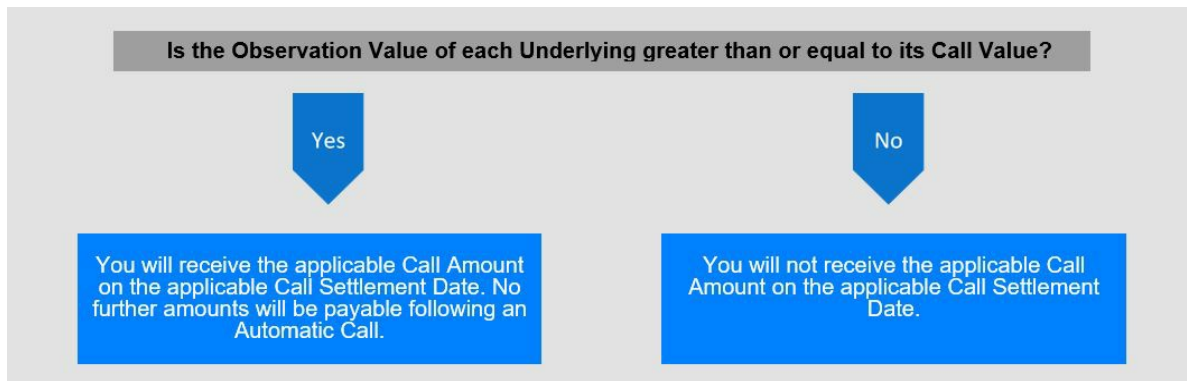 Is the Observation Value of each Underlying greater than or equal to its Call Value?
Yes
No
You will receive the applicable Call Amount
on the applicable Call Settlement Date. No
further amounts will be payable following an
Automatic Call.
You will not receive the applicable Call
Amount on the applicable Call Settlement
Date.